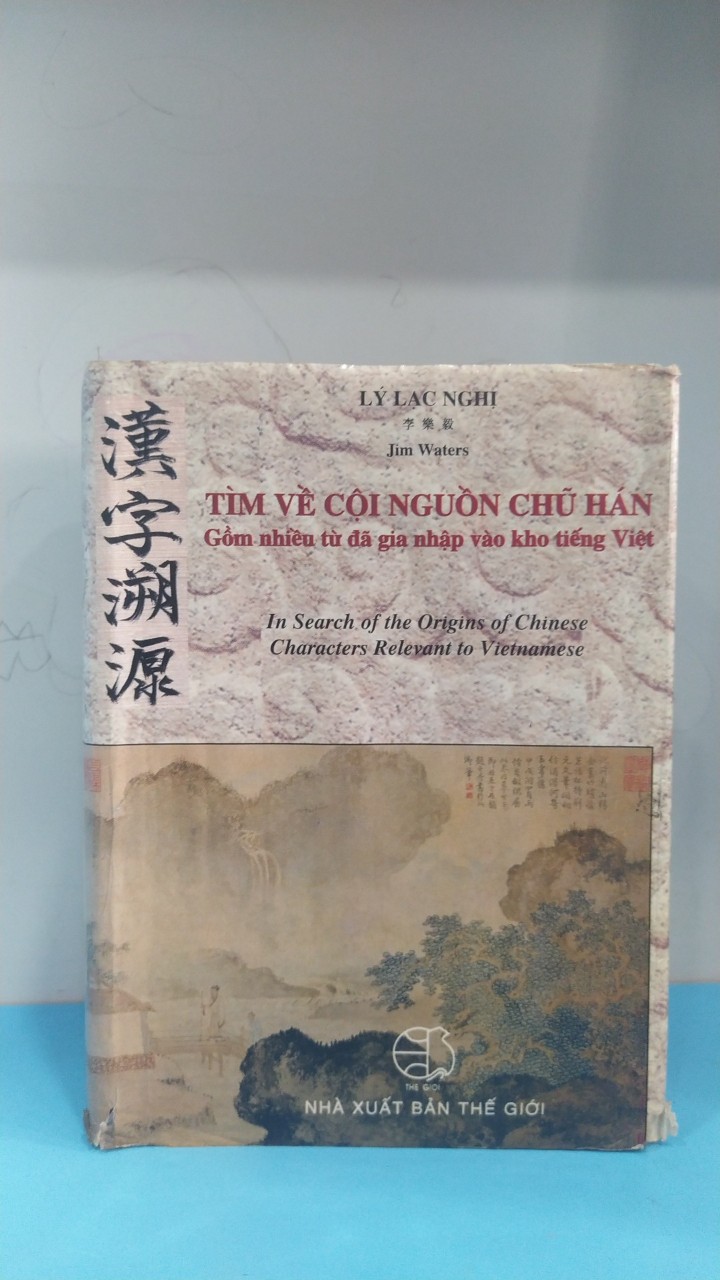 LÝ LẠC NGHỊ
李樂毅
Jim Waters
TÌM VỀ CỘI NGUỒN CHỮ HÁN
Gồm nhiều từ đã gia nhập vào kho tiếng Việt
In Search of the Origins of Chinese
Characters Relevant to Vietnamese
漢字溯源
THẾ GIỚI
NHÀ XUẤT BẢN THẾ GIỚI